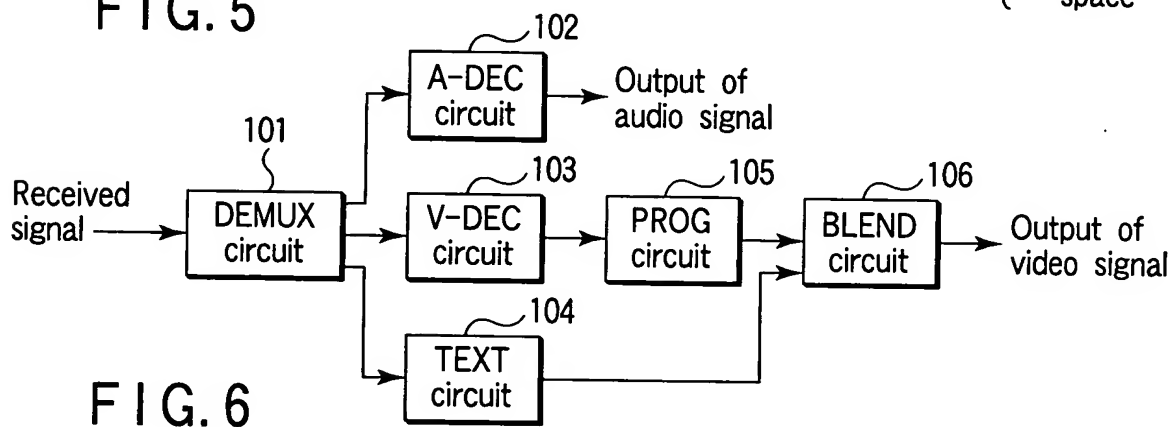 FIG. 5
space
102
A-DEC
circuit
Output of
audio signal
101
Received
signal
DEMUX
circuit
103
V-DEC
circuit
105
PROG
circuit
106
BLEND
circuit
Output of
video signal
104
TEXT
circuit
FIG. 6